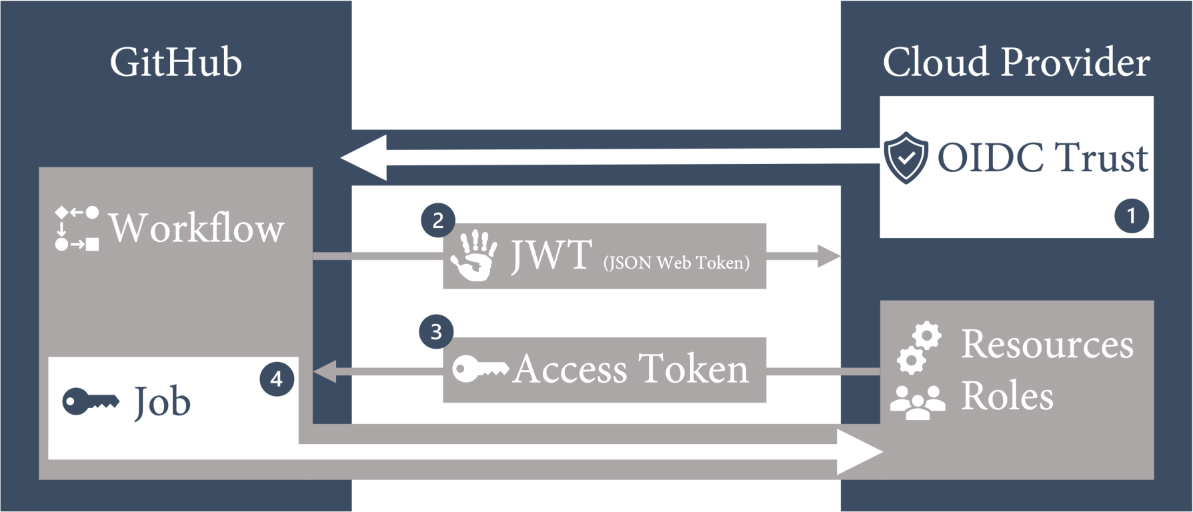 GitHub
Cloud Provider
OIDC Trust
1
Workflow
2
JWT (JSON Web Token)
3
Access Token
Resources
Roles
4
Job